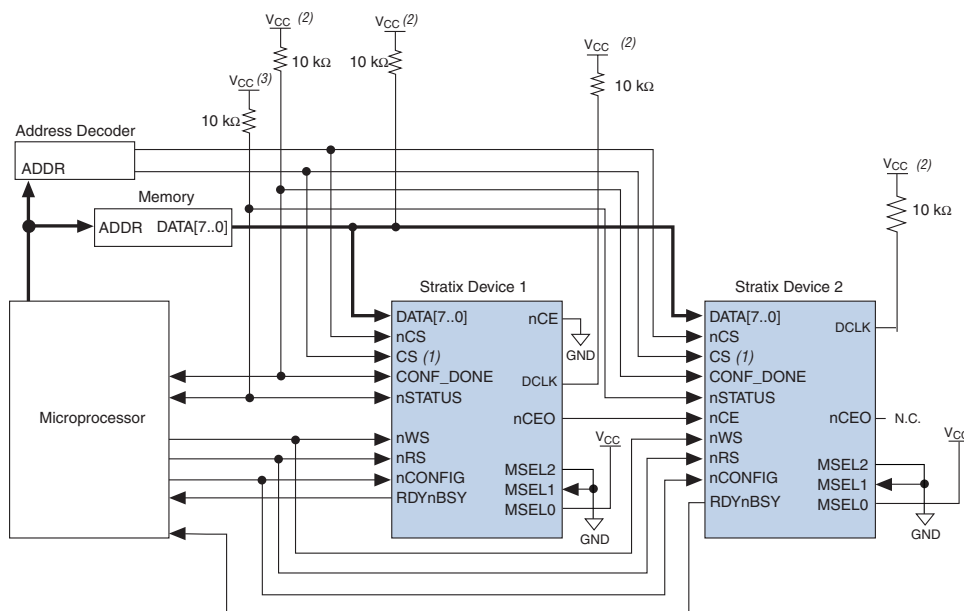 VCC (2)
10 kΩ
VCC (2)
10 kΩ
VCC (2)
10 kΩ
VCC (3)
10 kΩ
Address Decoder
ADDR
Memory
ADDR DATA[7..0]
VCC (2)
10 kΩ
Stratix Device 1
DATA[7..0]
nCS
CS (1)
CONF_DONE
nSTATUS
nWS
nRS
nCONFIG
RDYnBSY
nCE
GND
DCLK
nCEO
VCC
MSEL2
MSEL1
MSEL0
GND
Stratix Device 2
DATA[7..0]
nCS
CS (1)
CONF_DONE
nSTATUS
nCE
nWS
nRS
nCONFIG
RDYnBSY
DCLK
nCEO
N.C.
VCC
MSEL2
MSEL1
MSEL0
GND
Microprocessor